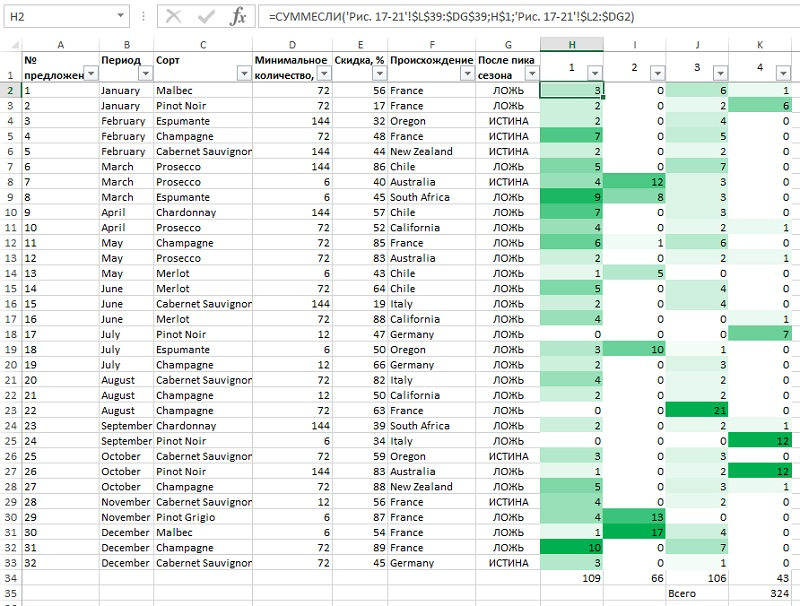 H2 =СУММЕСЛИ('Рис. 17-21'!$L$39:$DG$39;H$1;'Рис. 17-21'!$L2:$DG2)
A B C D E F G H I J K
№ Период Сорт Минимальное Скидка, % Происхождение После пика
1 предложен количество, сезона 1 2 3 4
2 1 January Malbec 72 56 France ЛОЖЬ 3 0 6 1
3 2 January Pinot Noir 72 17 France ЛОЖЬ 2 0 2 6
4 3 February Espumante 144 32 Oregon ИСТИНА 2 0 4 0
5 4 February Champagne 72 48 France ИСТИНА 7 0 5 0
6 5 February Cabernet Sauvignon 144 44 New Zealand ИСТИНА 2 0 2 0
7 6 March Prosecco 144 86 Chile ЛОЖЬ 5 0 7 0
8 7 March Prosecco 6 40 Australia ИСТИНА 4 12 3 0
9 8 March Espumante 6 45 South Africa ЛОЖЬ 9 8 3 0
10 9 April Chardonnay 144 57 Chile ЛОЖЬ 7 0 3 0
11 10 April Prosecco 72 52 California ЛОЖЬ 4 0 2 1
12 11 May Champagne 72 85 France ЛОЖЬ 6 1 6 0
13 12 May Prosecco 72 83 Australia ЛОЖЬ 2 0 2 1
14 13 May Merlot 6 43 Chile ЛОЖЬ 1 5 0 0
15 14 June Merlot 72 64 Chile ЛОЖЬ 5 0 4 0
16 15 June Cabernet Sauvignon 144 19 Italy ЛОЖЬ 2 0 4 0
17 16 June Merlot 72 88 California ЛОЖЬ 4 0 0 1
18 17 July Pinot Noir 12 47 Germany ЛОЖЬ 0 0 0 7
19 18 July Espumante 6 50 Oregon ЛОЖЬ 3 10 1 0
20 19 July Champagne 12 66 Germany ЛОЖЬ 2 0 3 0
21 20 August Cabernet Sauvignon 72 82 Italy ЛОЖЬ 4 0 2 0
22 21 August Champagne 12 50 California ЛОЖЬ 2 0 2 0
23 22 August Champagne 72 63 France ЛОЖЬ 0 0 21 0
24 23 September Chardonnay 144 39 South Africa ЛОЖЬ 2 0 2 1
25 24 September Pinot Noir 6 34 Italy ЛОЖЬ 0 0 0 12
26 25 October Cabernet Sauvignon 72 59 Oregon ИСТИНА 3 0 3 0
27 26 October Pinot Noir 144 83 Australia ЛОЖЬ 1 0 2 12
28 27 October Champagne 72 88 New Zealand ЛОЖЬ 5 0 3 1
29 28 November Cabernet Sauvignon 12 56 France ИСТИНА 4 0 2 0
30 29 November Pinot Grigio 6 87 France ЛОЖЬ 4 13 0 0
31 30 December Malbec 6 54 France ЛОЖЬ 1 17 4 0
32 31 December Champagne 72 89 France ЛОЖЬ 10 0 7 0
33 32 December Cabernet Sauvignon 72 45 Germany ИСТИНА 3 0 1 0
34 109 66 106 43
35 Всего 324